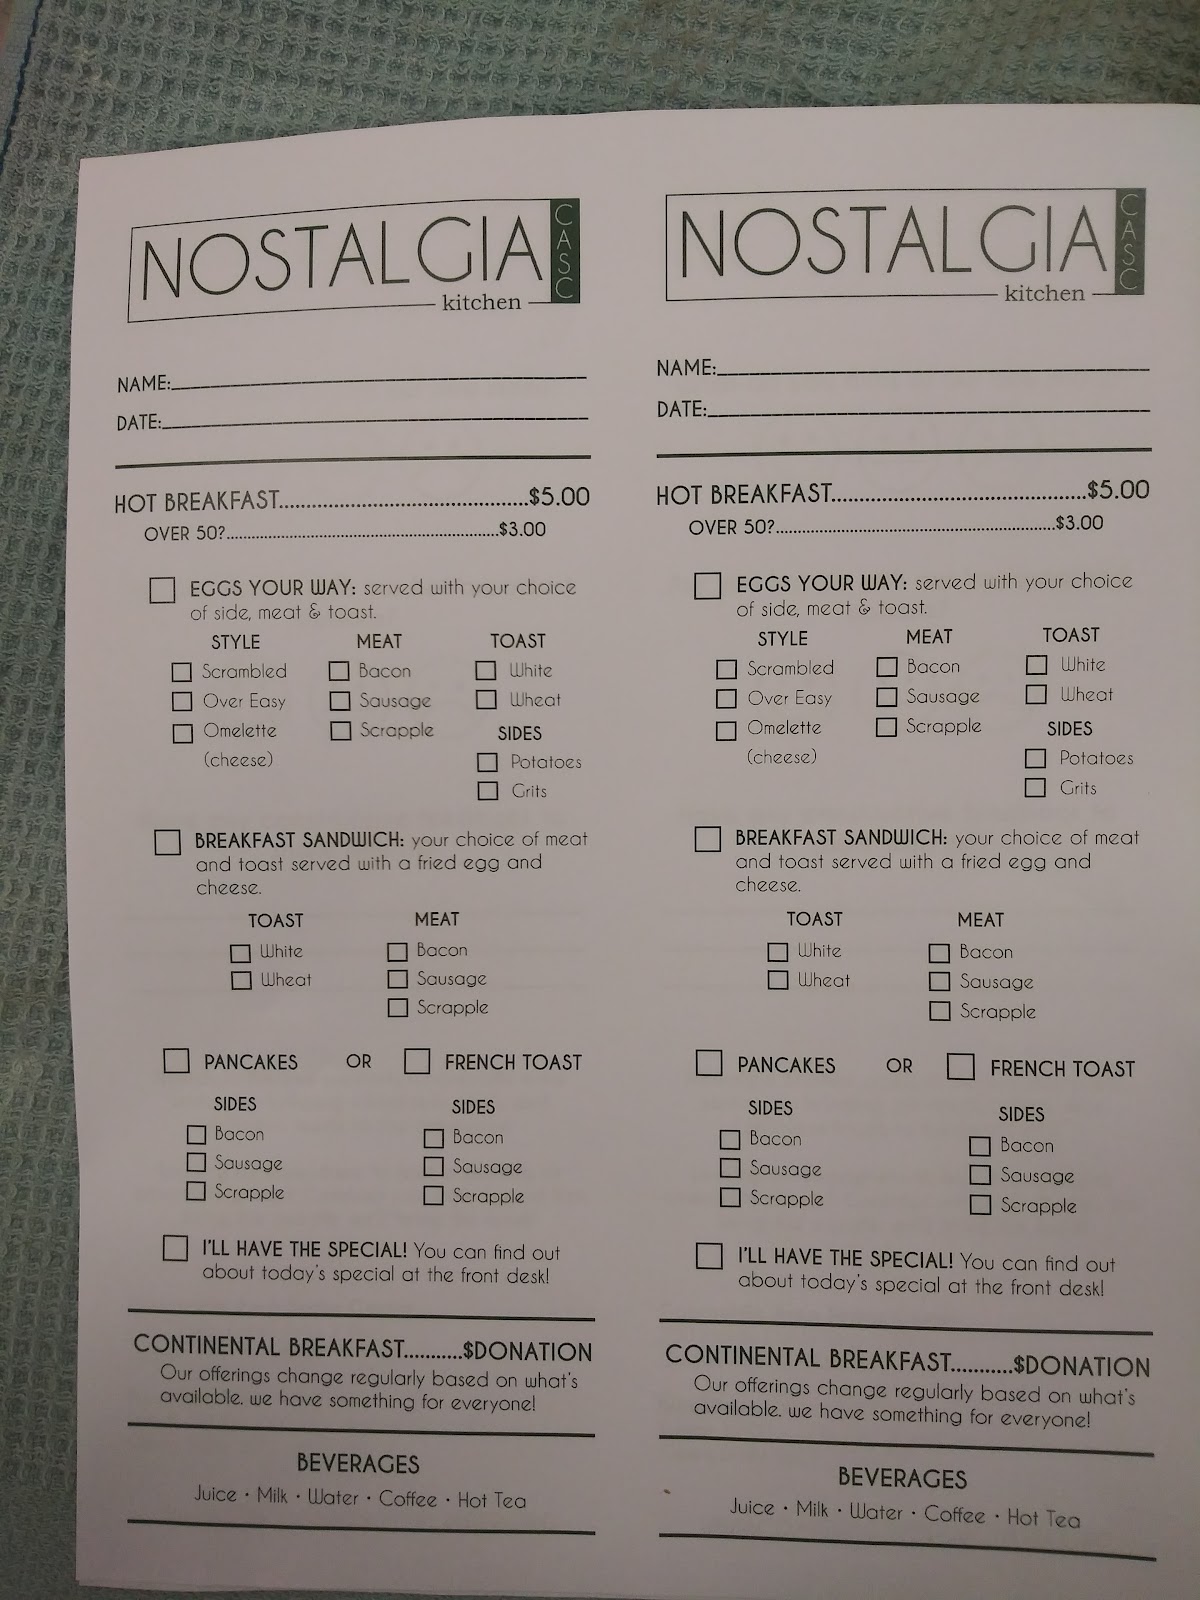 NOSTALGIA
CASC
kitchen
NAME:
DATE:
HOT BREAKFAST..............................................$5.00
OVER 50?.................................................................$3.00
EGGS YOUR WAY: served with your choice
of side, meat & toast.
STYLE MEAT TOAST
Scrambled Bacon White
Over Easy Sausage Wheat
Omelette Scrapple SIDES
(cheese) Potatoes
Grits
BREAKFAST SANDWICH: your choice of meat
and toast served with a fried egg and
cheese.
TOAST MEAT
White Bacon
Wheat Sausage
Scrapple
PANCAKES OR FRENCH TOAST
SIDES SIDES
Bacon Bacon
Sausage Sausage
Scrapple Scrapple
I'LL HAVE THE SPECIAL! You can find out
about today's special at the front desk!
CONTINENTAL BREAKFAST...........$DONATION
Our offerings change regularly based on what's
available. we have something for everyone!
BEVERAGES
Juice • Milk • Water • Coffee • Hot Tea
NOSTALGIA
CASC
kitchen
NAME:
DATE:
HOT BREAKFAST..............................................$5.00
OVER 50?.................................................................$3.00
EGGS YOUR WAY: served with your choice
of side, meat & toast.
STYLE MEAT TOAST
Scrambled Bacon White
Over Easy Sausage Wheat
Omelette Scrapple SIDES
(cheese) Potatoes
Grits
BREAKFAST SANDWICH: your choice of meat
and toast served with a fried egg and
cheese.
TOAST MEAT
White Bacon
Wheat Sausage
Scrapple
PANCAKES OR FRENCH TOAST
SIDES SIDES
Bacon Bacon
Sausage Sausage
Scrapple Scrapple
I'LL HAVE THE SPECIAL! You can find out
about today's special at the front desk!
CONTINENTAL BREAKFAST...........$DONATION
Our offerings change regularly based on what's
available. we have something for everyone!
BEVERAGES
Juice • Milk • Water • Coffee • Hot Tea